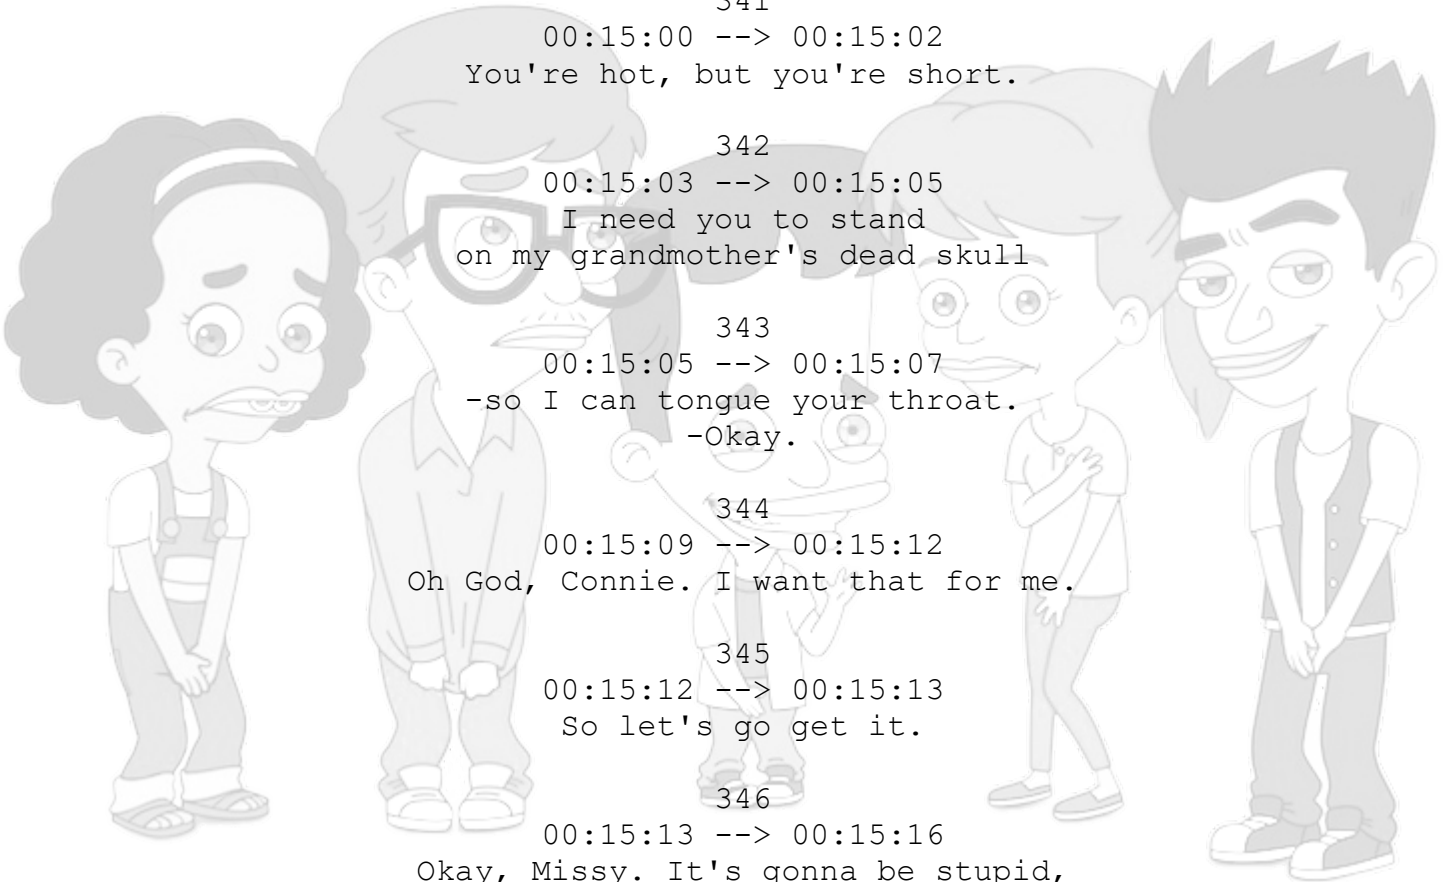 341
00:15:00 --> 00:15:02
You're hot, but you're short.
342
00:15:03 --> 00:15:05
I need you to stand
on my grandmother's dead skull
343
00:15:05 --> 00:15:07
-so I can tongue your throat.
-Okay.
344
00:15:09 --> 00:15:12
Oh God, Connie. I want that for me.
345
00:15:12 --> 00:15:13
So let's go get it.
346
00:15:13 --> 00:15:16
Okay, Missy. It's gonna be stupid,